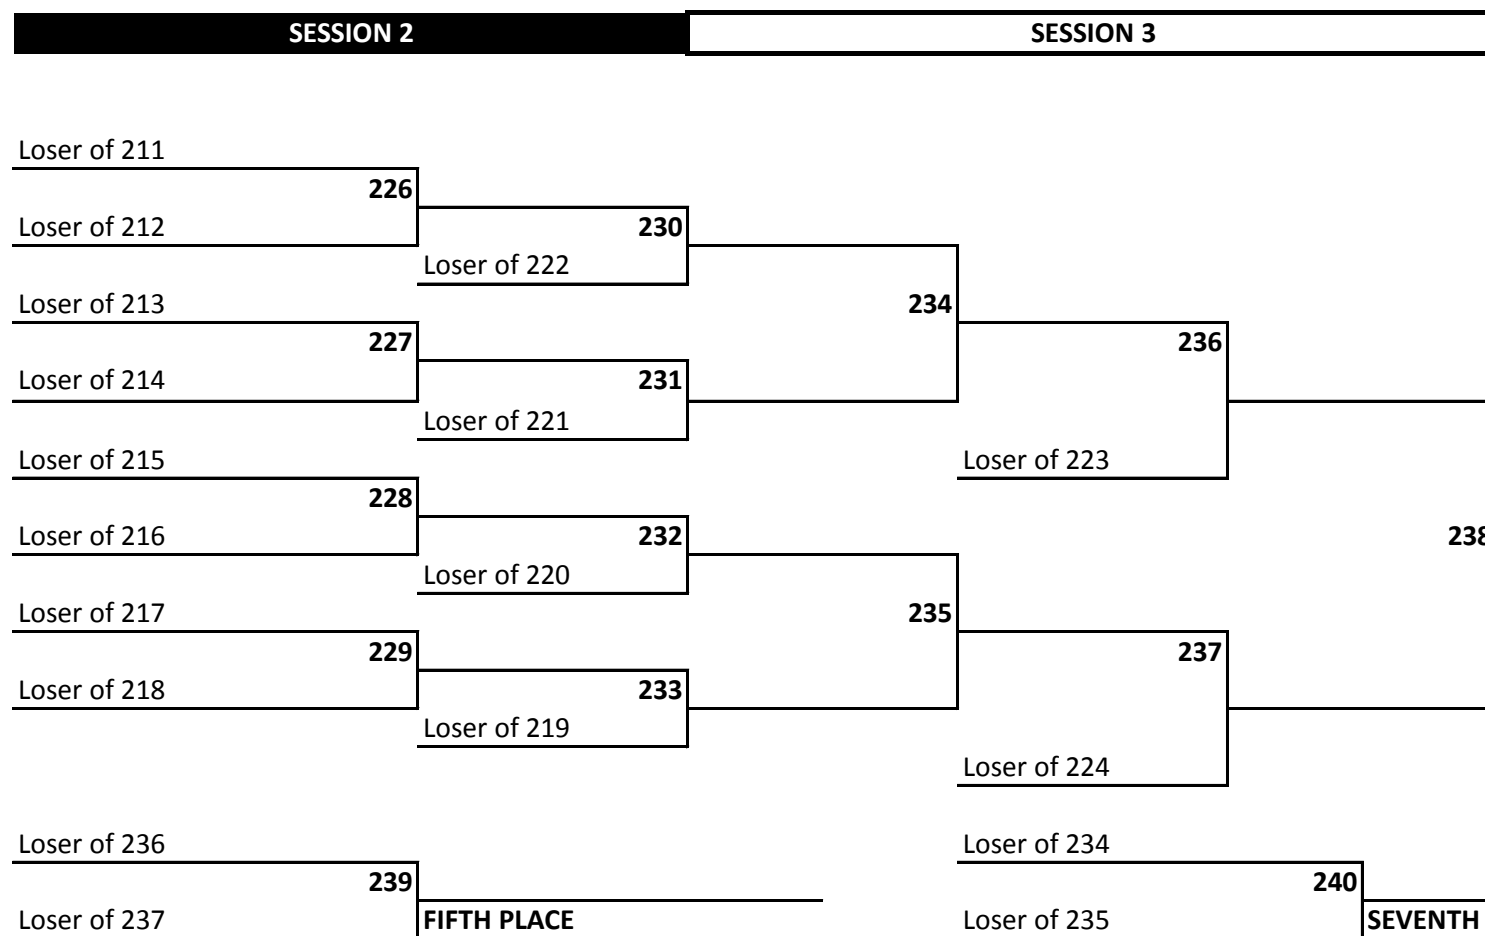 SESSION 2 SESSION 3
Loser of 211
226
Loser of 212 230
Loser of 222
Loser of 213 234
227 236
Loser of 214 231
Loser of 221
Loser of 215 Loser of 223
228
Loser of 216 232 238
Loser of 220
Loser of 217 235
229 237
Loser of 218 233
Loser of 219
Loser of 224
Loser of 236 Loser of 234
239 240
Loser of 237 FIFTH PLACE Loser of 235 SEVENTH